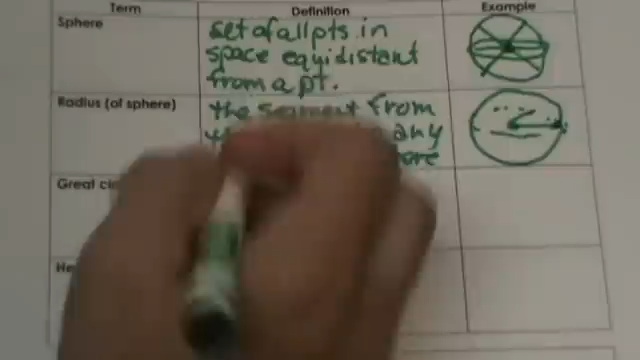 Term Definition Example
Sphere
set of all pts in
space equidistant
from a pt.
Radius (of sphere)
the segment from
any
Great
He